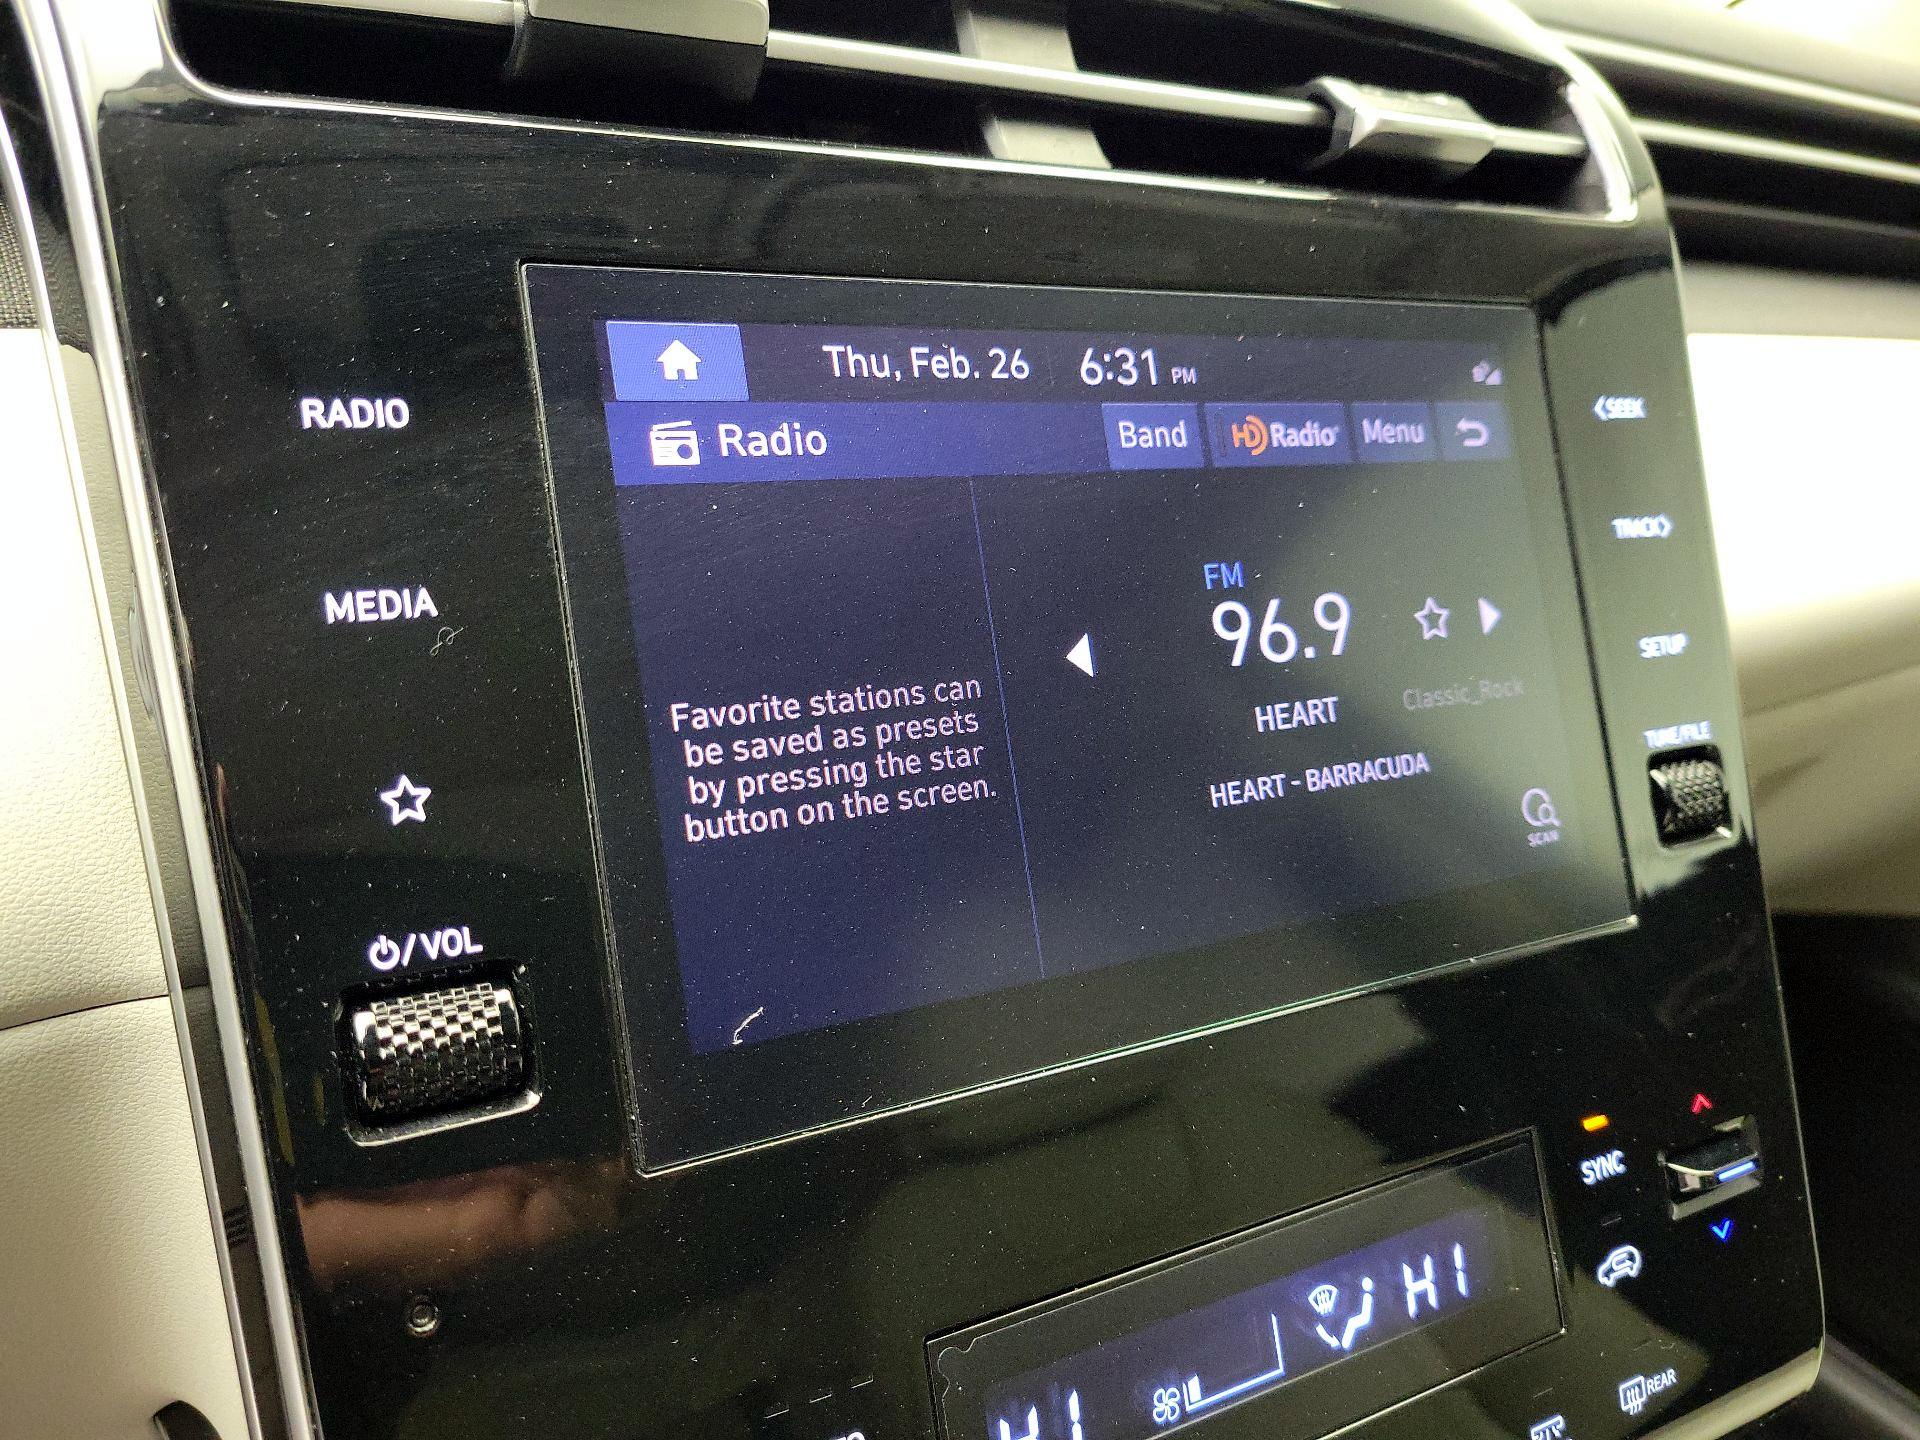 RADIO
MEDIA
/VOL
Thu, Feb. 26 6:31 PM
Radio
Band
HD Radio
Menu
Favorite stations can
be saved as presets
by pressing the star
button on the screen.
FM
96.9
HEART
Classic_Rock
HEART - BARRACUDA
SCAN
<SEEK
TRACK>
SETUP
TUNE/FILE
SYNC
HI
HI
REAR